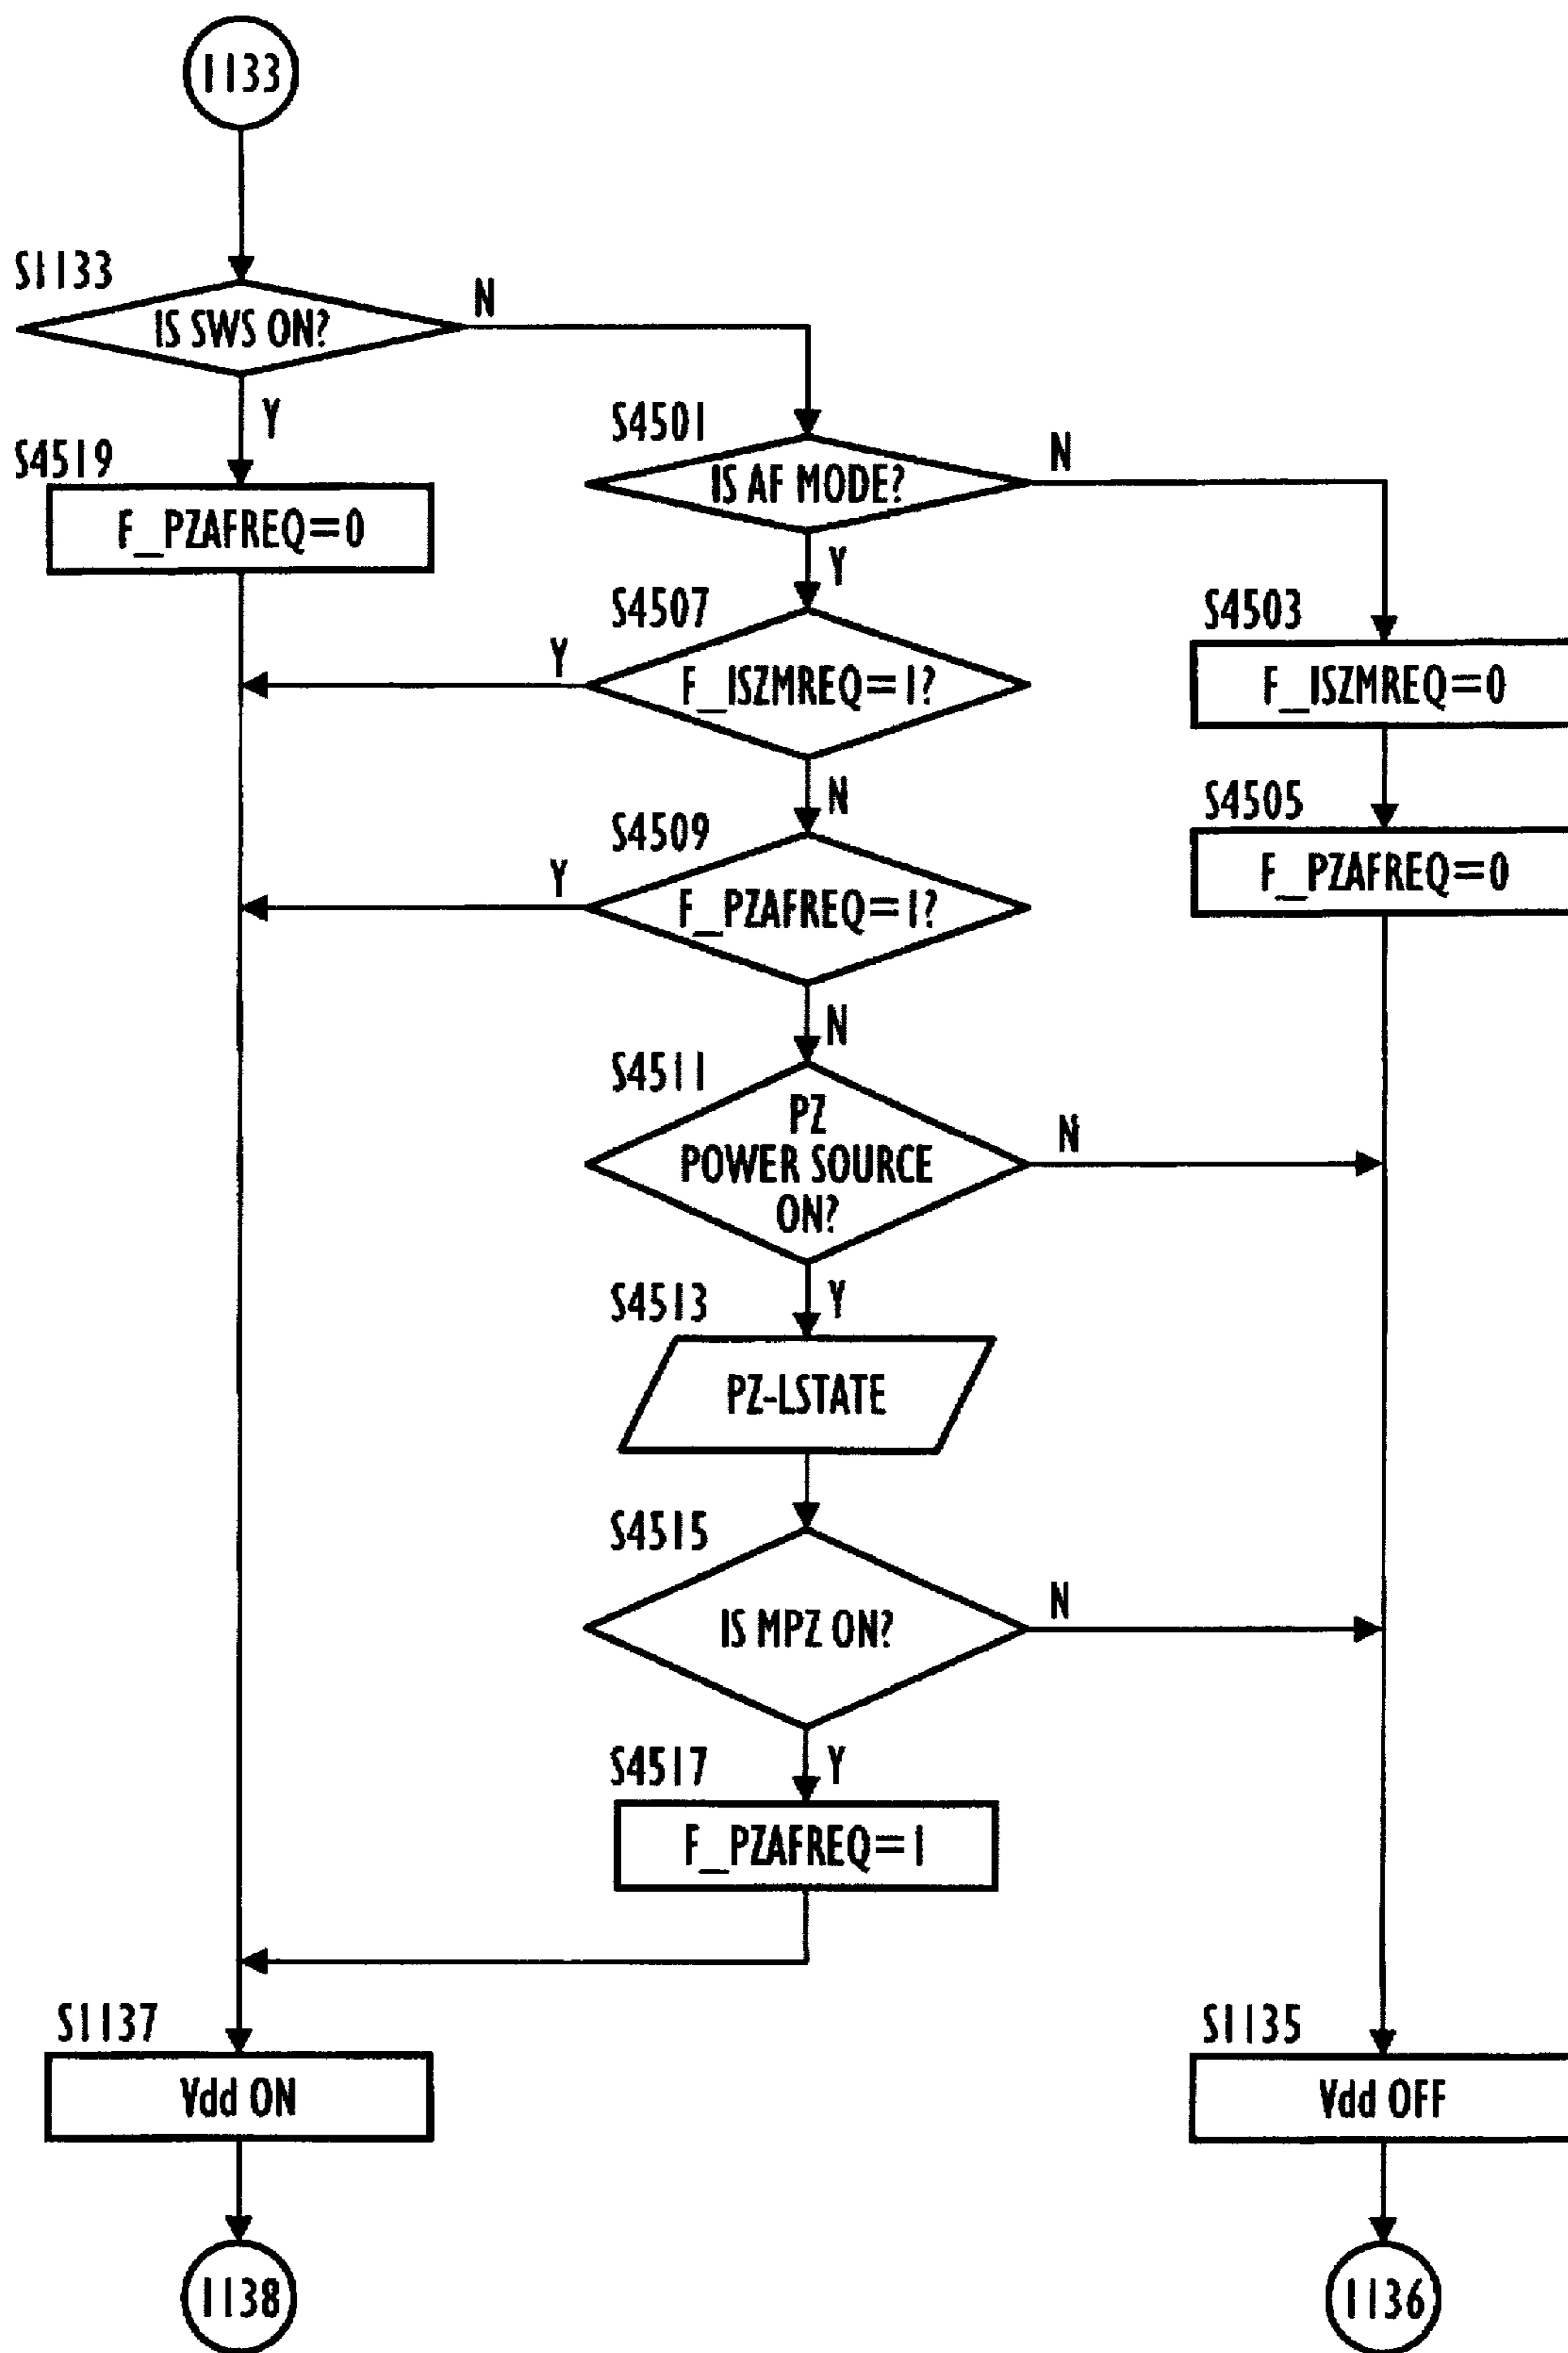 1133
S1133
IS SWS ON?
N
Y
S4519
F_PZAFREQ=0
S4501
IS AF MODE?
N
Y
S4503
F_ISZMREQ=0
S4507
F_ISZMREQ=1?
Y
N
S4505
F_PZAFREQ=0
S4509
F_PZAFREQ=1?
Y
N
S4511
PZ
POWER SOURCE
ON?
N
Y
S4513
PZ-LSTATE
S4515
IS MPZ ON?
N
Y
S4517
F_PZAFREQ=1
S1137
Vdd ON
S1135
Vdd OFF
1138
1136